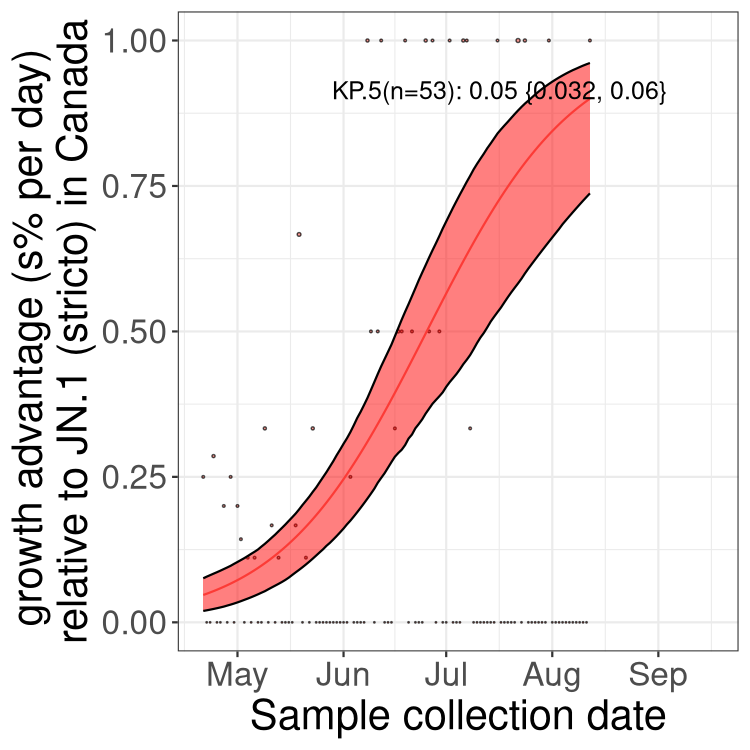 growth advantage (s% per day)
relative to JN.1 (stricto) in Canada
1.00
0.75
0.50
0.25
0.00
KP.5(n=53): 0.05 {0.032, 0.06}
May Jun Jul Aug Sep
Sample collection date